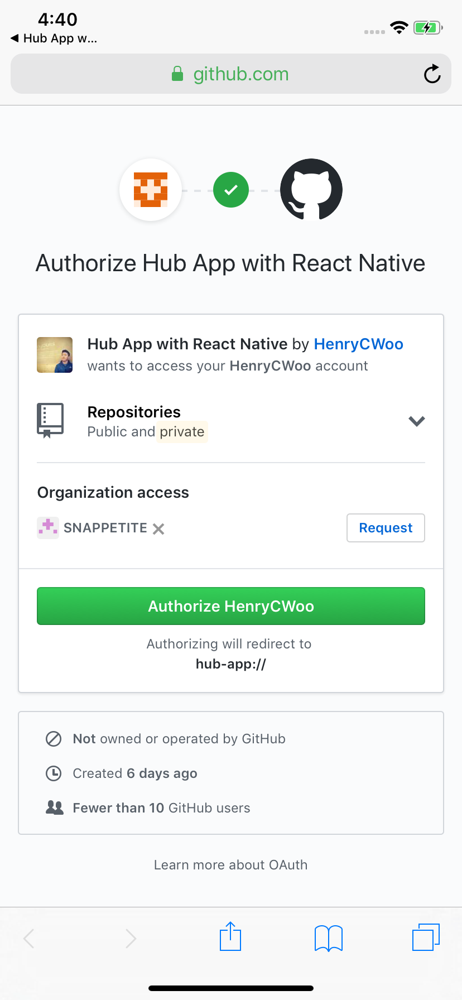 4:40
Hub App w...
github.com
Authorize Hub App with React Native
Hub App with React Native by HenryCWoo
wants to access your HenryCWoo account
Repositories
Public and private
Organization access
SNAPPETITE
Request
Authorize HenryCWoo
Authorizing will redirect to
hub-app://
Not owned or operated by GitHub
Created 6 days ago
Fewer than 10 GitHub users
Learn more about OAuth